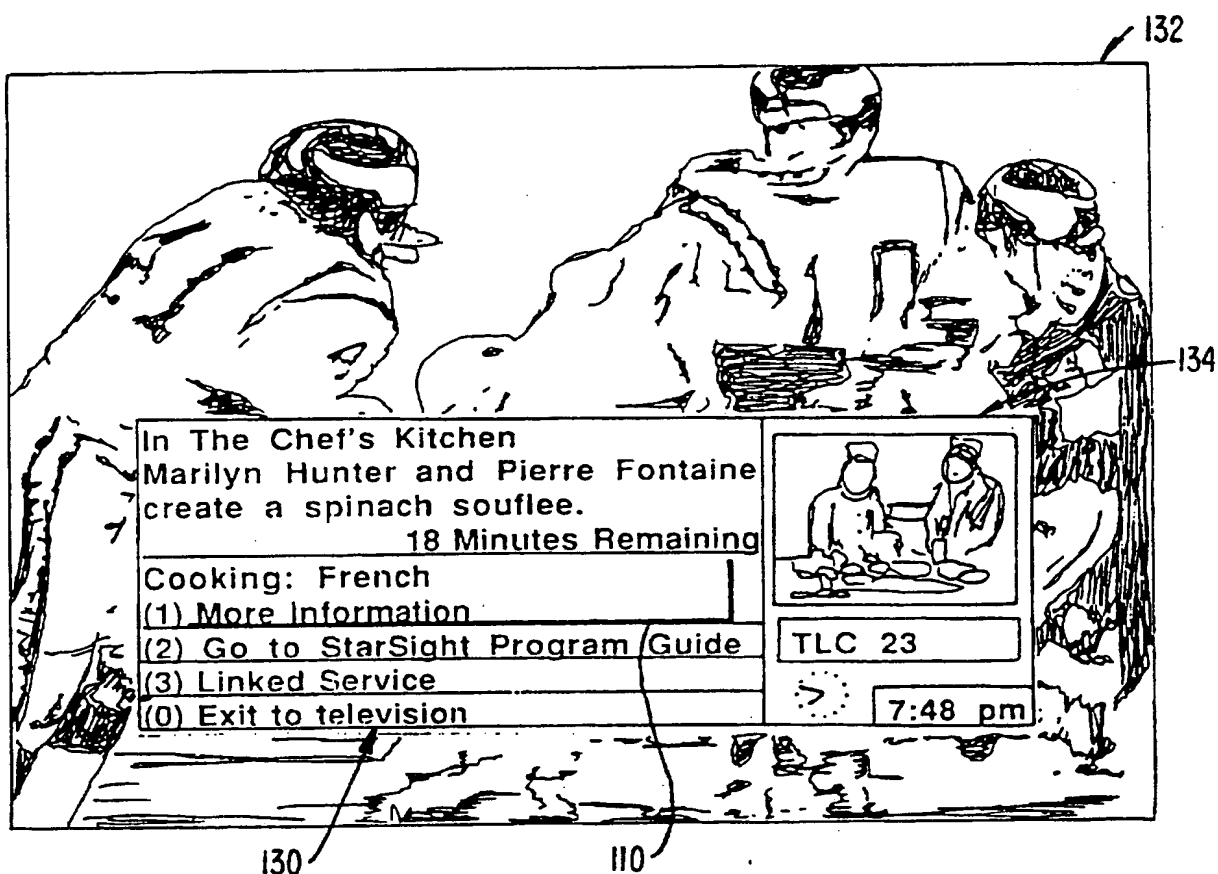 132
134
In The Chef's Kitchen
Marilyn Hunter and Pierre Fontaine
create a spinach souflee.
18 Minutes Remaining
Cooking: French
(1) More Information
(2) Go to StarSight Program Guide
(3) Linked Service
(0) Exit to television
TLC 23
7:48 pm
130
110